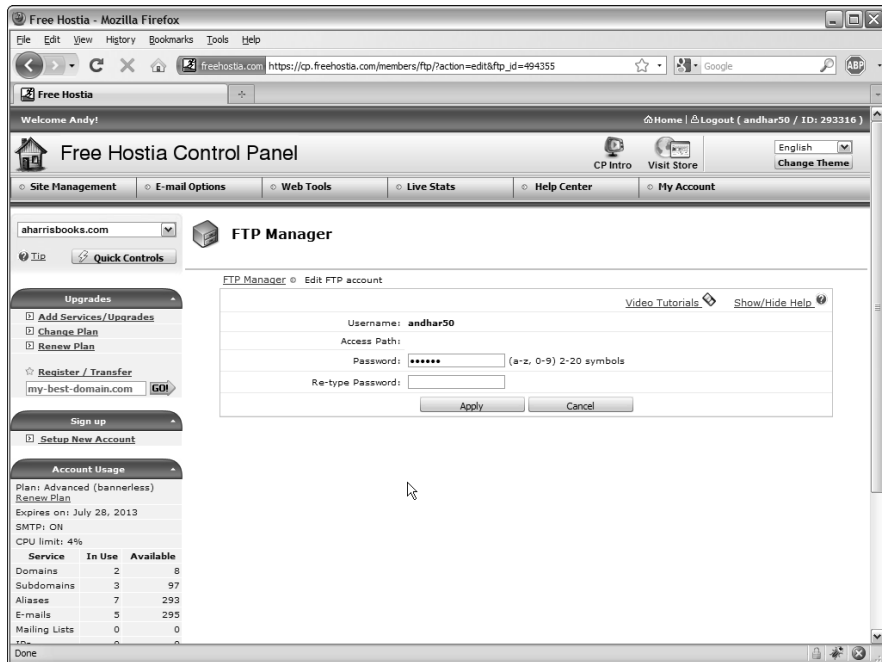 Free Hostia - Mozilla Firefox
File Edit View History Bookmarks Tools Help
freehostia.com https://cp.freehostia.com/members/ftp/?action=edit&ftp_id=494355
Google
ABP
Free Hostia
Welcome Andy!
Home | Logout ( andhar50 / ID: 293316 )
Free Hostia Control Panel
CP Intro
Visit Store
English
Change Theme
Site Management
E-mail Options
Web Tools
Live Stats
Help Center
My Account
aharrisbooks.com
Tip
Quick Controls
FTP Manager
FTP Manager Edit FTP account
Video Tutorials
Show/Hide Help
Username: andhar50
Access Path:
Password: •••••• (a-z, 0-9) 2-20 symbols
Re-type Password:
Apply
Cancel
Upgrades
Add Services/Upgrades
Change Plan
Renew Plan
Register / Transfer
my-best-domain.com GO!
Sign up
Setup New Account
Account Usage
Plan: Advanced (bannerless)
Renew Plan
Expires on: July 28, 2013
SMTP: ON
CPU limit: 4%
Service In Use Available
Domains 2 8
Subdomains 3 97
Aliases 7 293
E-mails 5 295
Mailing Lists 0 0
Done